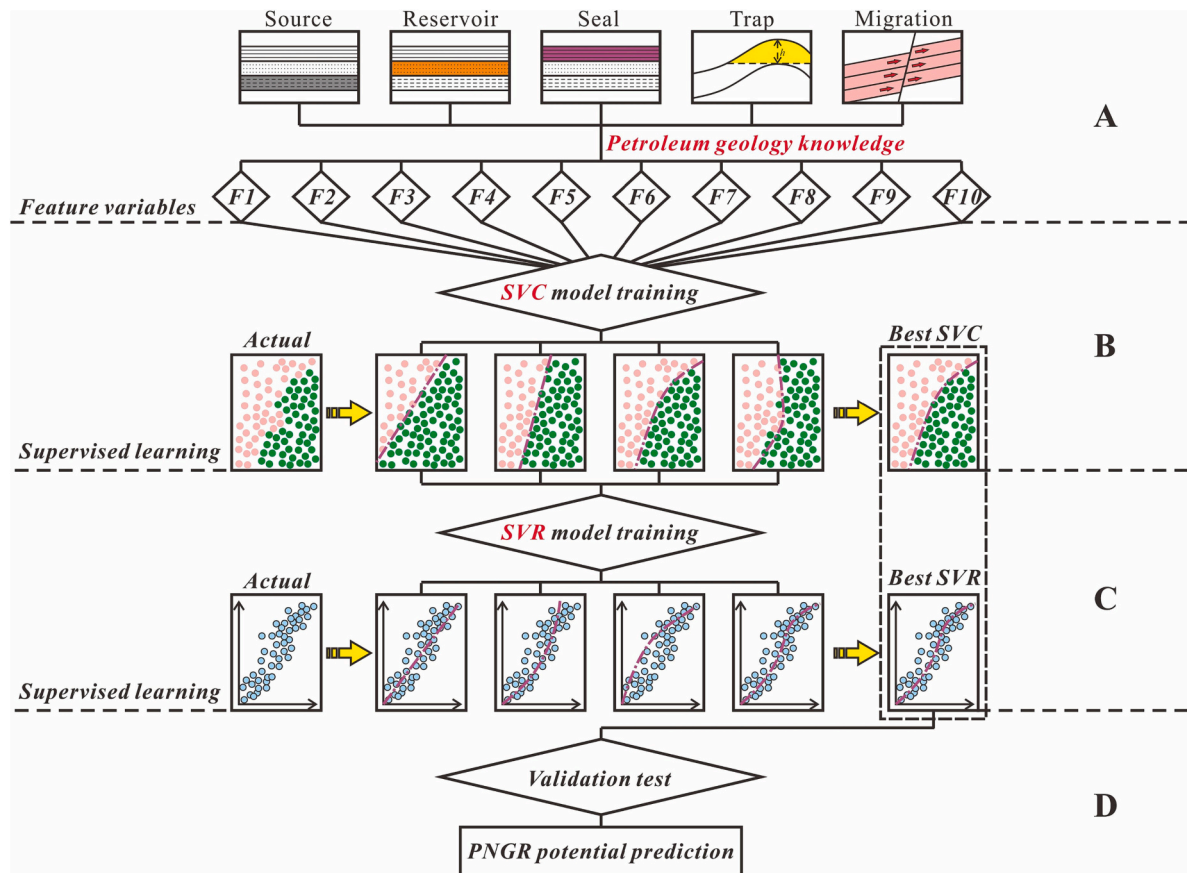 Source
Reservoir
Seal
Trap
Migration
h
A
Petroleum geology knowledge
F1
F2
F3
F4
F5
F6
F7
F8
F9
F10
Feature variables
SVC model training
Actual
Best SVC
B
Supervised learning
SVR model training
Actual
Best SVR
C
Supervised learning
Validation test
D
PNGR potential prediction